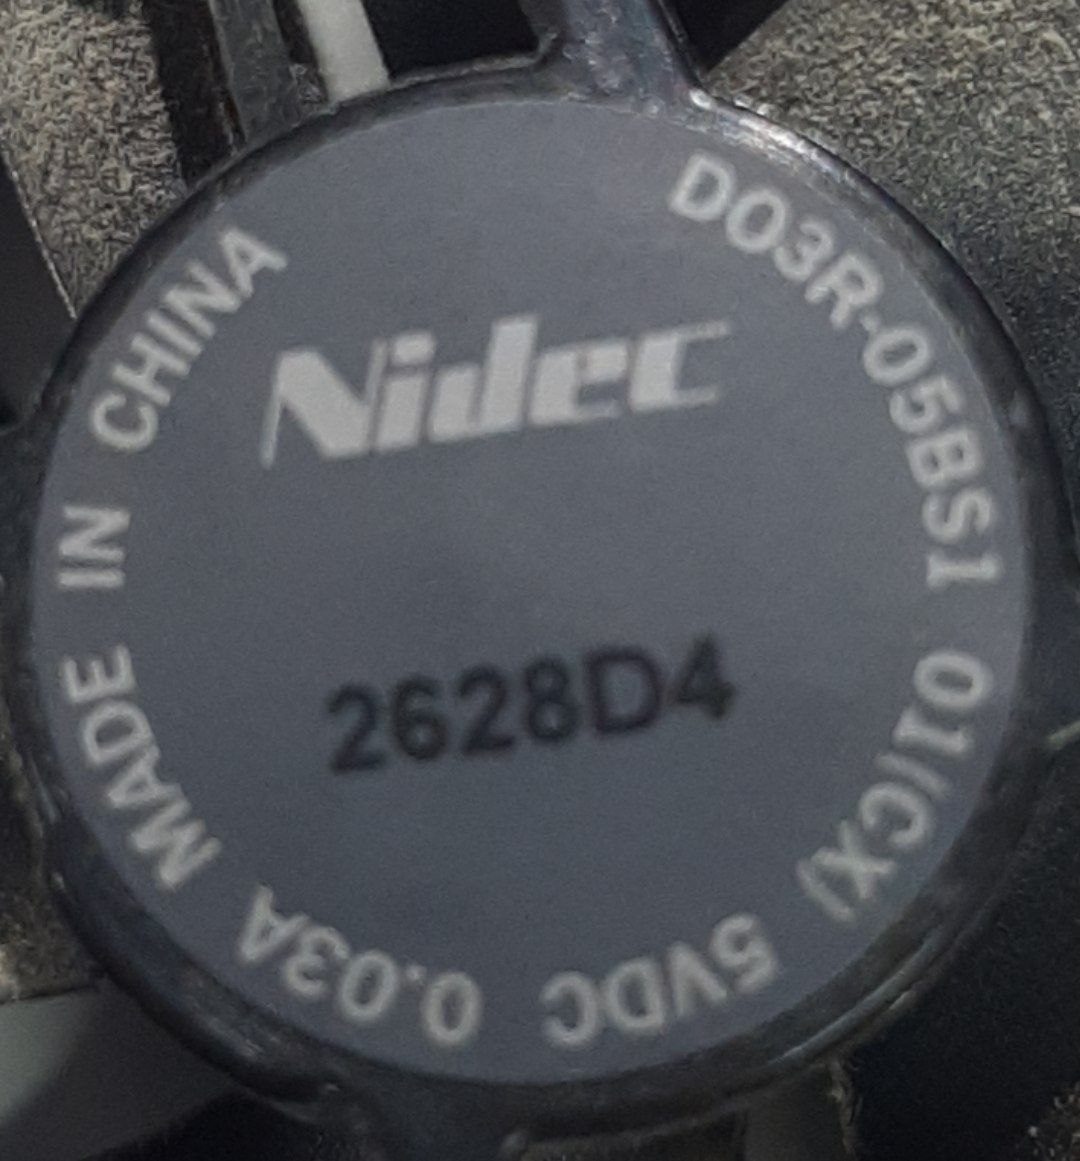 Nidec
2628D4
D03R-05BS1 01(CX) 5VDC 0.03A MADE IN CHINA